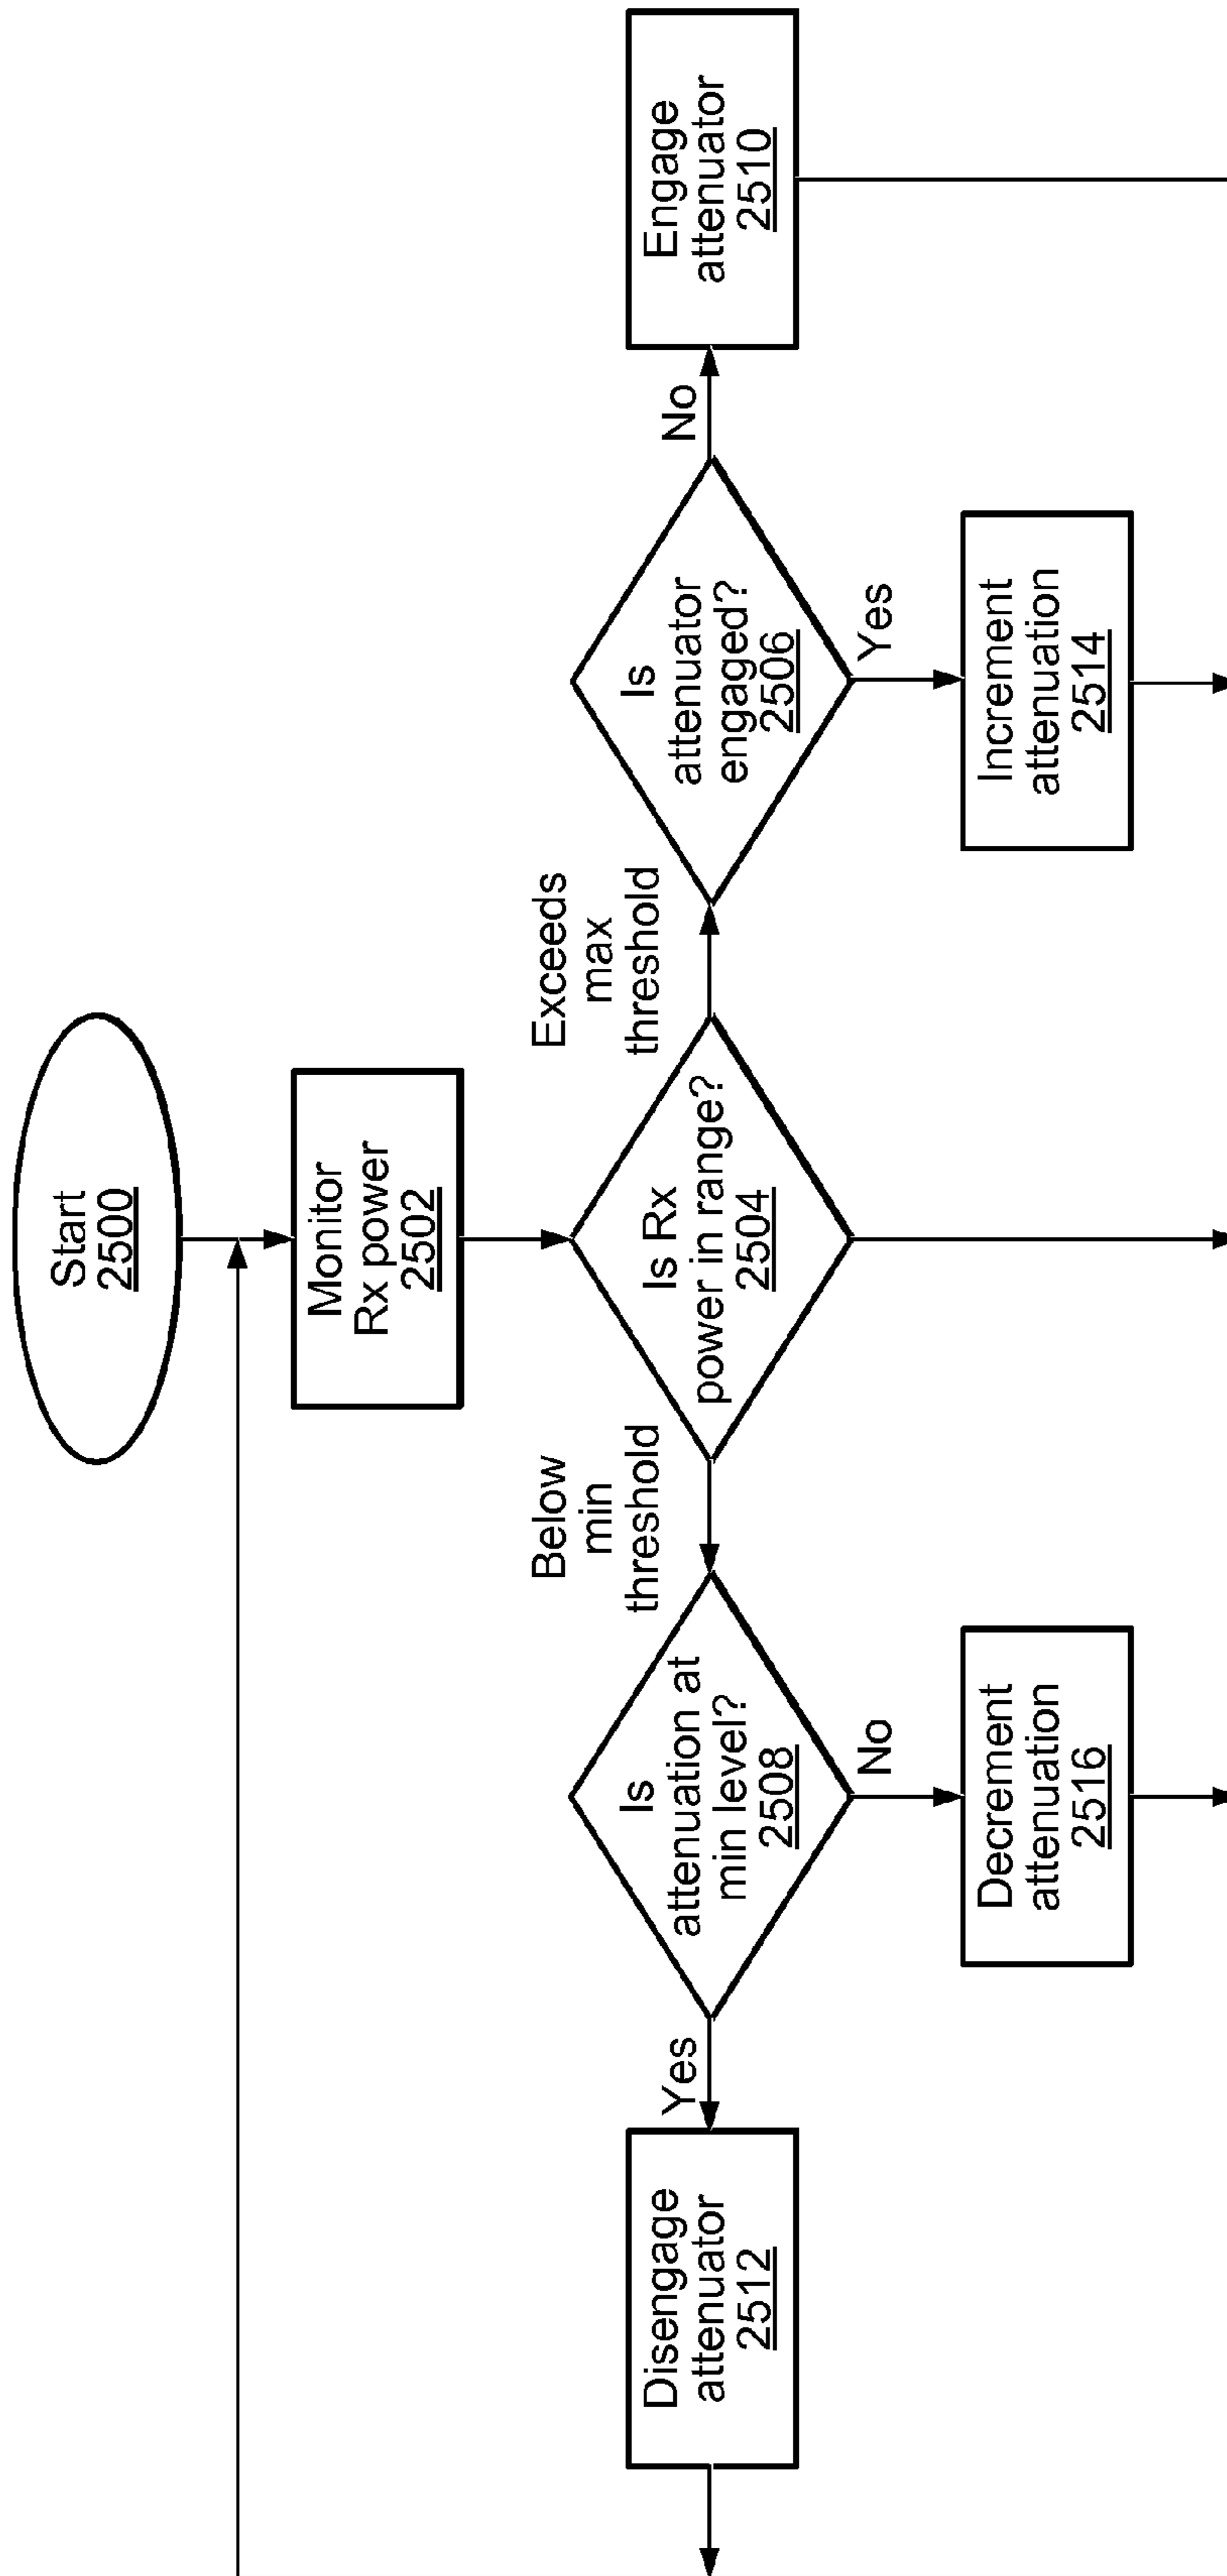 Start
2500
Monitor
Rx power
2502
Below
min
threshold
Exceeds
max
threshold
Disengage
attenuator
2512
Yes
Is
attenuation at
min level?
2508
Is Rx
power in range?
2504
Is
attenuator
engaged?
2506
No
Engage
attenuator
2510
No
Yes
Decrement
attenuation
2516
Increment
attenuation
2514